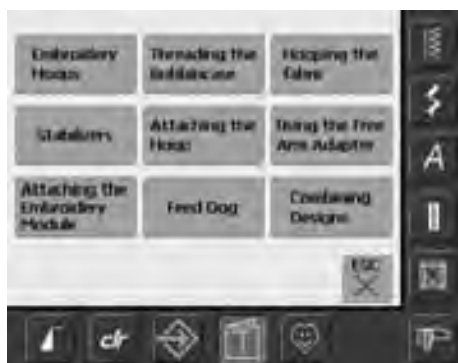 Embroidery
Hoops
Threading the
Bobbincase
Hooping the
Fabric
Stabilizers
Attaching the
Hoop
Using the Free
Arm Adapter
Attaching the
Embroidery
Module
Feed Dog
Combining
Designs
ESC
A
clr